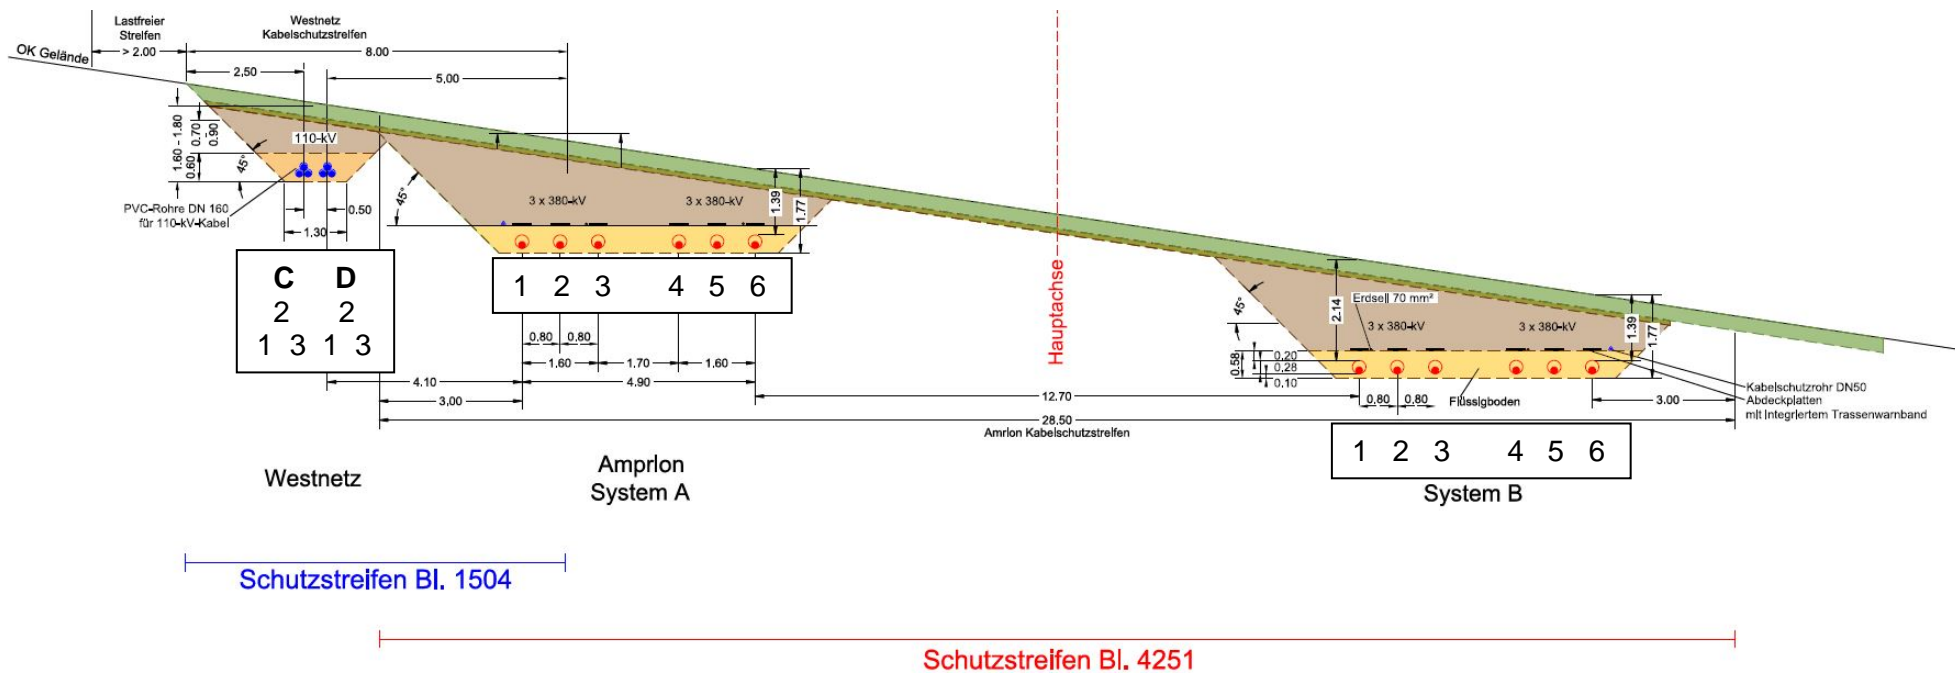 Lastfreier
Streifen
> 2.00
Westnetz
Kabelschutzstreifen
8.00
OK Gelände
2,50
5,00
1.60 - 1.80
0.70
0.90
0.60
45°
110-kV
PVC-Rohre DN 160
für 110-kV-Kabel
0.50
1.30
C D
2 2
1 3 1 3
45°
3 x 380-kV 3 x 380-kV
1.39
1.77
1 2 3 4 5 6
0.80 0.80
1.60 1.70 1.60
4.10 4.90
3,00
12.70
28.50
Amrion Kabelschutzstreifen
Hauptachse
45°
2.14
Erdseil 70 mm²
3 x 380-kV 3 x 380-kV
1.39
1.77
0.58
0,20
0,28
0,10
0,80 0,80
Flüssigboden
3.00
Kabelschutzrohr DN50
Abdeckplatten
mit integriertem Trassenwarnband
1 2 3 4 5 6
Westnetz
Amprion
System A
System B
Schutzstreifen Bl. 1504
Schutzstreifen Bl. 4251